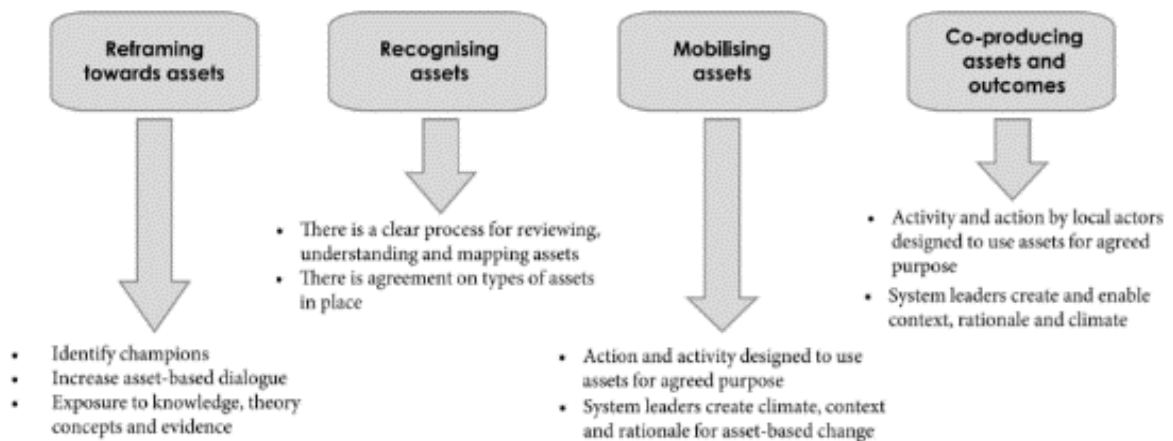 Reframing
towards assets
Recognising
assets
Mobilising
assets
Co-producing
assets and
outcomes
• Identify champions
• Increase asset-based dialogue
• Exposure to knowledge, theory
concepts and evidence
• There is a clear process for reviewing,
understanding and mapping assets
• There is agreement on types of assets
in place
• Action and activity designed to use
assets for agreed purpose
• System leaders create climate, context
and rationale for asset-based change
• Activity and action by local actors
designed to use assets for agreed
purpose
• System leaders create and enable
context, rationale and climate